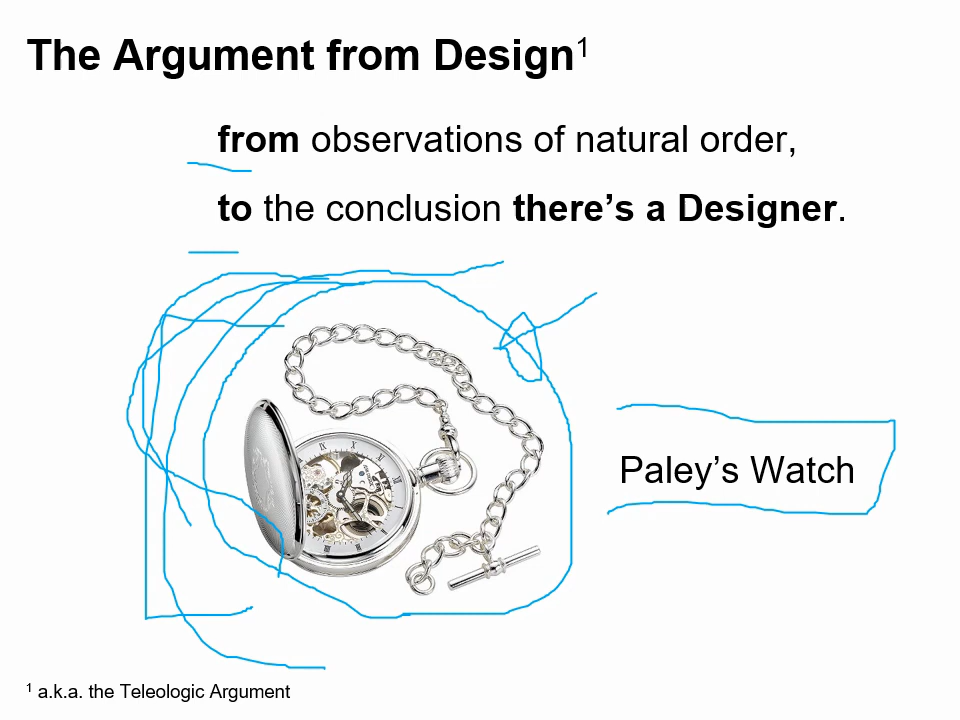 The Argument from Design¹
from observations of natural order,
to the conclusion there’s a Designer.
Paley’s Watch
¹ a.k.a. the Teleologic Argument